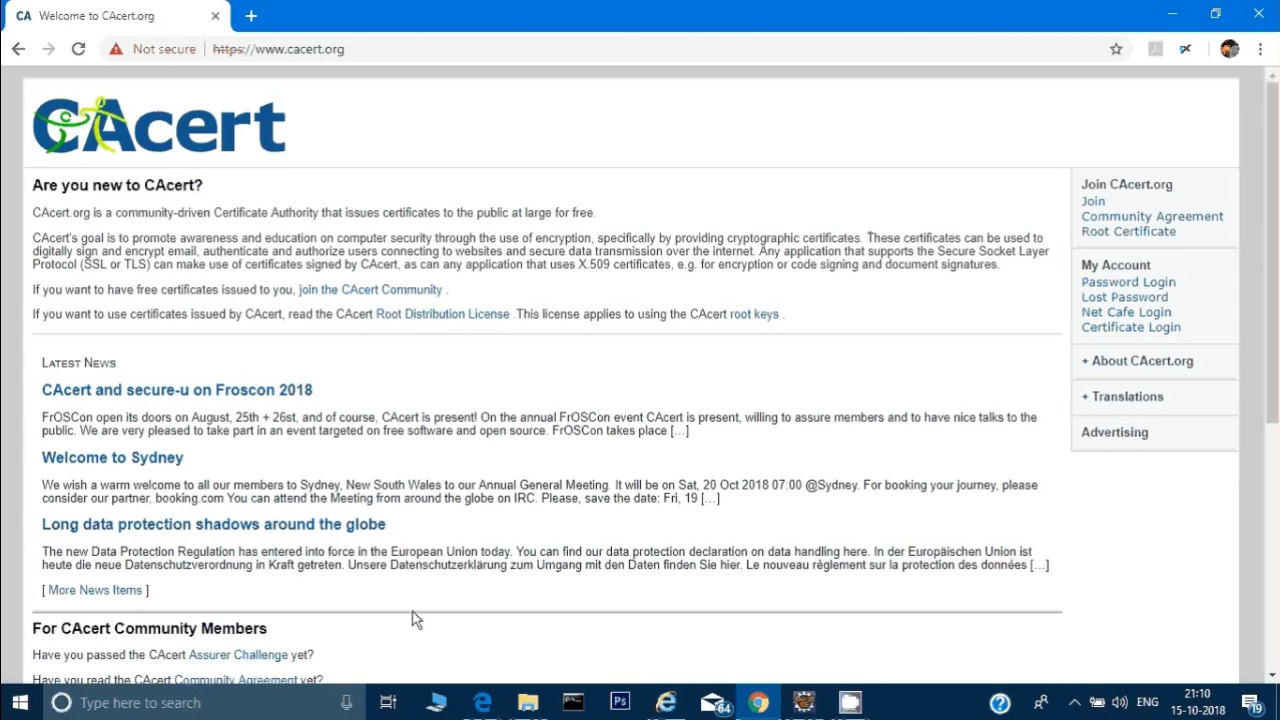 CA Welcome to CAcert.org
Not secure https://www.cacert.org
CAcert
Are you new to CAcert?
CAcert.org is a community-driven Certificate Authority that issues certificates to the public at large for free.
CAcert's goal is to promote awareness and education on computer security through the use of encryption, specifically by providing cryptographic certificates. These certificates can be used to
digitally sign and encrypt email, authenticate and authorize users connecting to websites and secure data transmission over the internet. Any application that supports the Secure Socket Layer
Protocol (SSL or TLS) can make use of certificates signed by CAcert, as can any application that uses X.509 certificates, e.g. for encryption or code signing and document signatures.
If you want to have free certificates issued to you, join the CAcert Community .
If you want to use certificates issued by CAcert, read the CAcert Root Distribution License .This license applies to using the CAcert root keys .
LATEST NEWS
CAcert and secure-u on Froscon 2018
FrOSCon open its doors on August, 25th + 26st, and of course, CAcert is present! On the annual FrOSCon event CAcert is present, willing to assure members and to have nice talks to the
public. We are very pleased to take part in an event targeted on free software and open source. FrOSCon takes place [...]
Welcome to Sydney
We wish a warm welcome to all our members to Sydney, New South Wales to our Annual General Meeting. It will be on Sat, 20 Oct 2018 07:00 @Sydney. For booking your journey, please
consider our partner, booking.com You can attend the Meeting from around the globe on IRC. Please, save the date: Fri, 19 [...]
Long data protection shadows around the globe
The new Data Protection Regulation has entered into force in the European Union today. You can find our data protection declaration on data handling here. In der Europäischen Union ist
heute die neue Datenschutzverordnung in Kraft getreten. Unsere Datenschutzerklärung zum Umgang mit den Daten finden Sie hier. Le nouveau règlement sur la protection des données [...]
[ More News Items ]
For CAcert Community Members
Have you passed the CAcert Assurer Challenge yet?
Have you read the CAcert Community Agreement yet?
Join CAcert.org
Join
Community Agreement
Root Certificate
My Account
Password Login
Lost Password
Net Cafe Login
Certificate Login
+ About CAcert.org
+ Translations
Advertising
Type here to search
Ps
64
ENG
21:10
15-10-2018
19